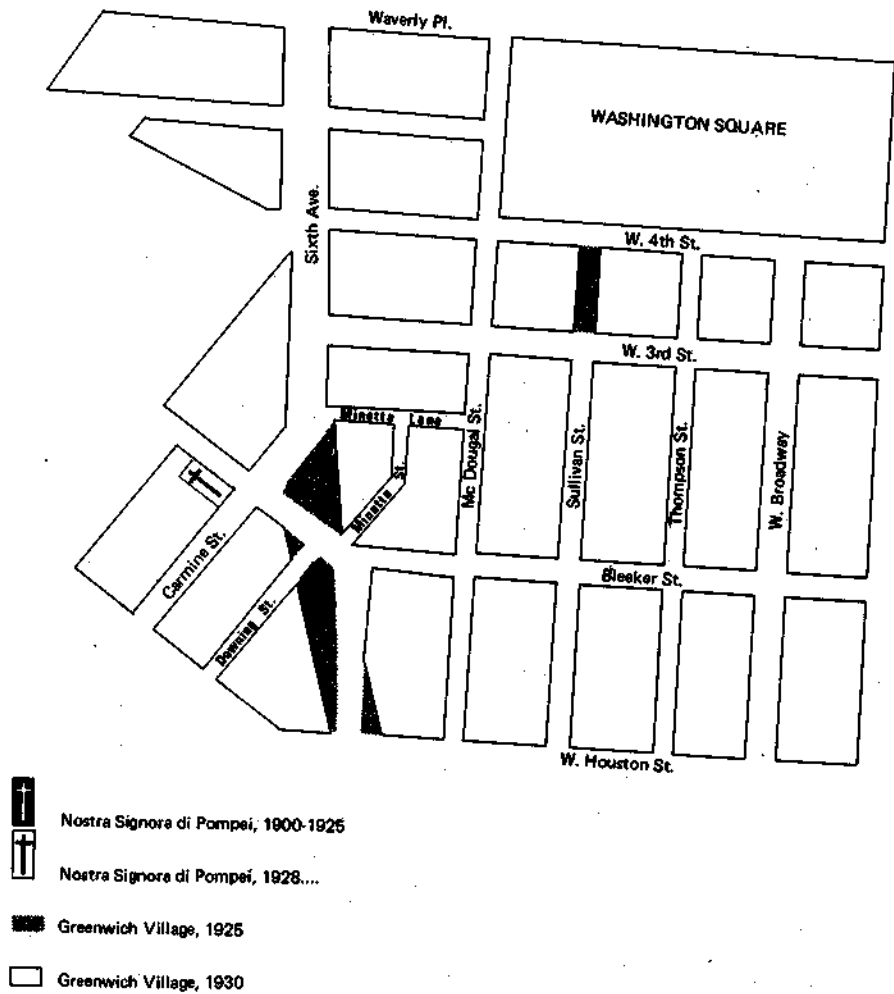 Waverly Pl.
WASHINGTON SQUARE
Sixth Ave.
W. 4th St.
W. 3rd St.
Minetta Lane
Minetta St.
Mc Dougal St.
Sullivan St.
Thompson St.
W. Broadway
Carmine St.
Bleeker St.
Downing St.
W. Houston St.
Nostra Signora di Pompei, 1900-1925
Nostra Signora di Pompei, 1928....
Greenwich Village, 1925
Greenwich Village, 1930